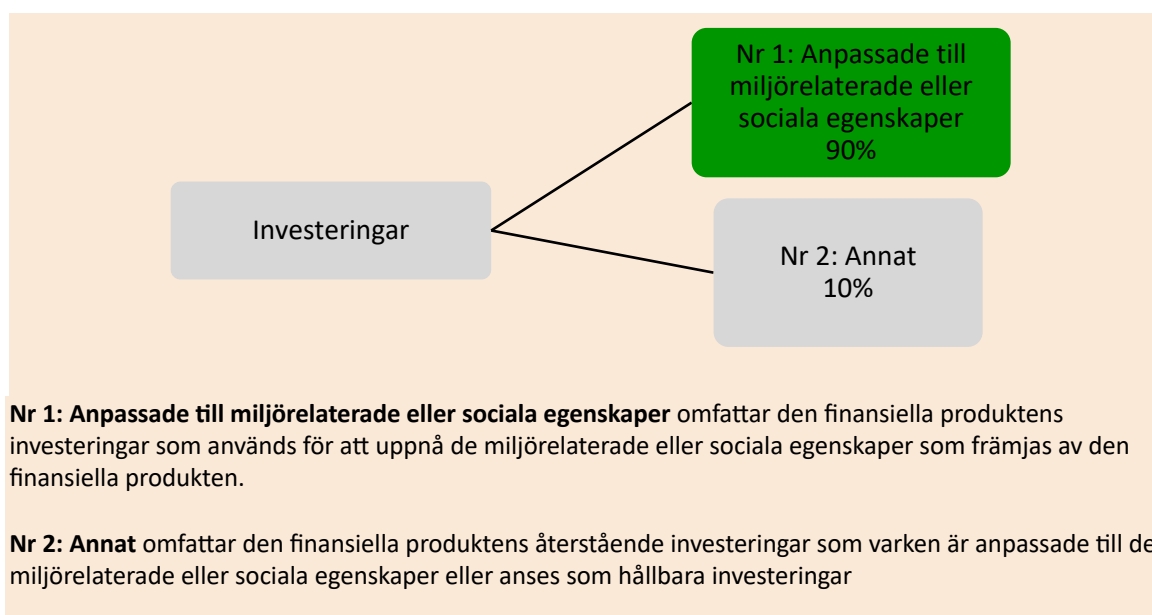 Nr 1: Anpassade till
miljörelaterade eller
sociala egenskaper
90%
Investeringar
Nr 2: Annat
10%
Nr 1: Anpassade till miljörelaterade eller sociala egenskaper omfattar den finansiella produktens
investeringar som används för att uppnå de miljörelaterade eller sociala egenskaper som främjas av den
finansiella produkten.
Nr 2: Annat omfattar den finansiella produktens återstående investeringar som varken är anpassade till de
miljörelaterade eller sociala egenskaper eller anses som hållbara investeringar